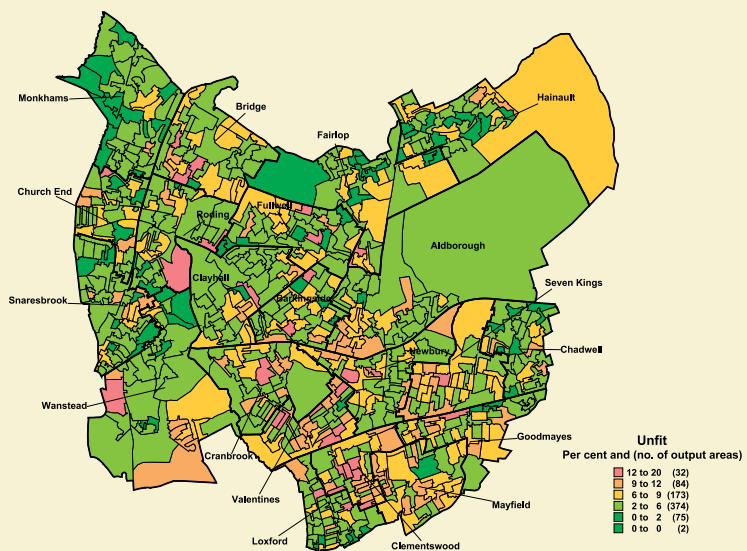 Monkhams
Bridge
Hainault
Fairlop
Church End
Roding
Fullwell
Aldborough
Clayhall
Seven Kings
Snaresbrook
Barkingside
Newbury
Chadwell
Wanstead
Goodmayes
Cranbrook
Valentines
Mayfield
Loxford
Clementswood
Unfit
Per cent and (no. of output areas)
12 to 20 (32)
9 to 12 (84)
6 to 9 (173)
2 to 6 (374)
0 to 2 (75)
0 to 0 (2)